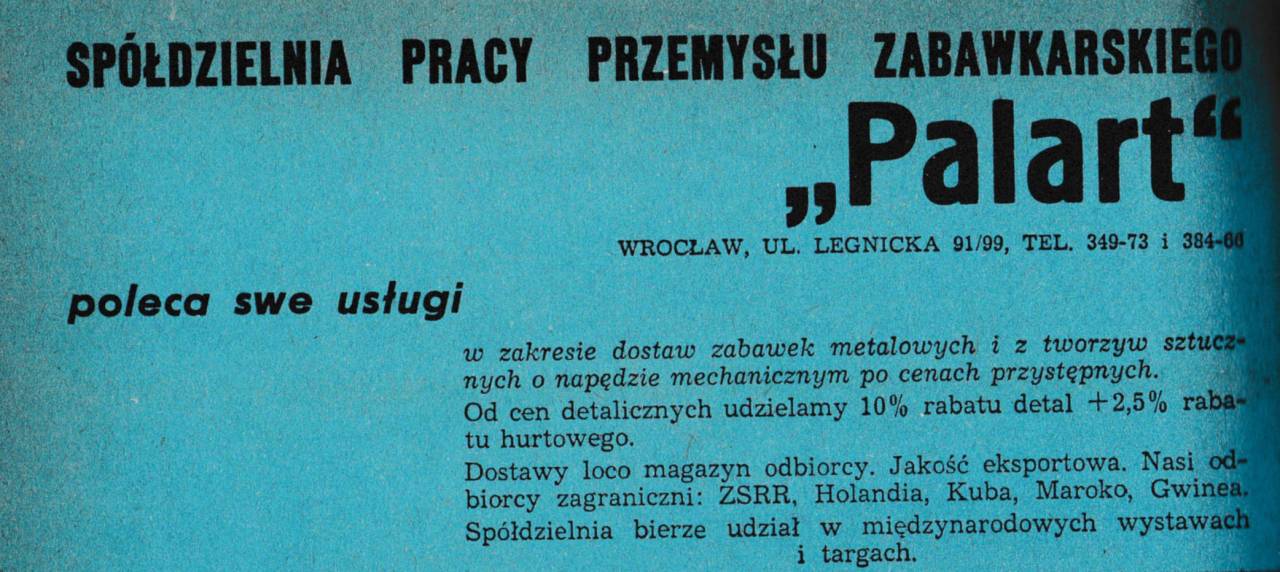 SPÓŁDZIELNIA PRACY PRZEMYSŁU ZABAWKARSKIEGO
„Palart“
WROCŁAW, UL. LEGNICKA 91/99, TEL. 349-73 i 384-66
poleca swe usługi
w zakresie dostaw zabawek metalowych i z tworzyw sztucz-
nych o napędzie mechanicznym po cenach przystępnych.
Od cen detalicznych udzielamy 10% rabatu detal +2,5% raba-
tu hurtowego.
Dostawy loco magazyn odbiorcy. Jakość eksportowa. Nasi od-
biorcy zagraniczni: ZSRR, Holandia, Kuba, Maroko, Gwinea.
Spółdzielnia bierze udział w międzynarodowych wystawach
i targach.